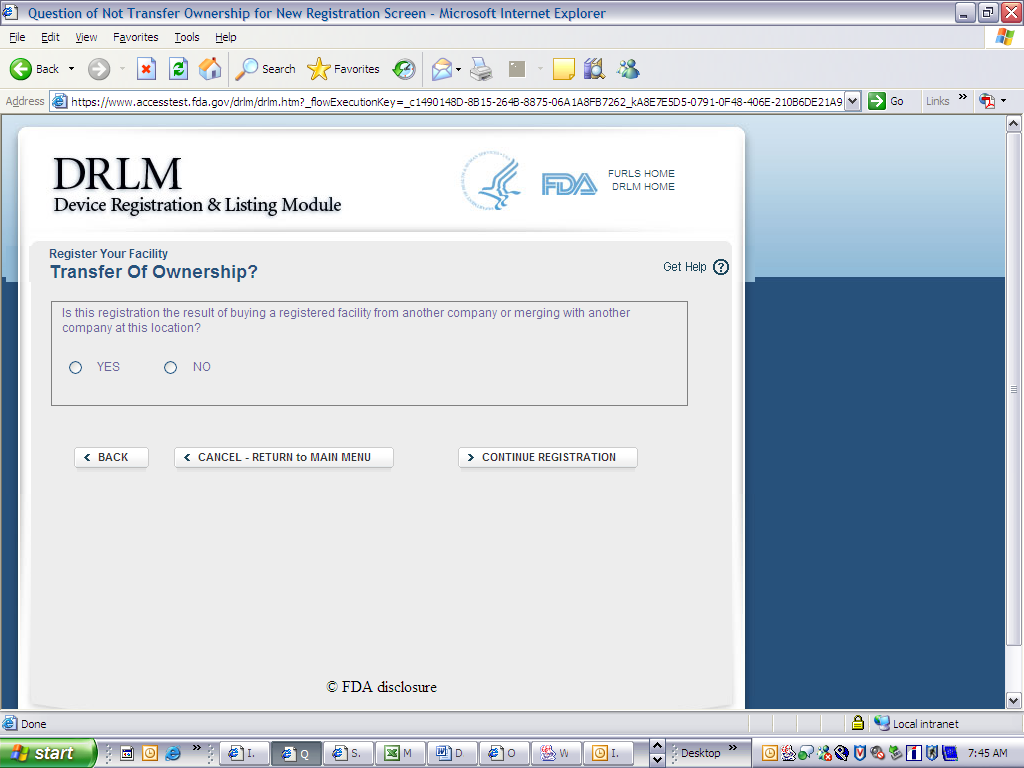 Question of Not Transfer Ownership for New Registration Screen - Microsoft Internet Explorer
File Edit View Favorites Tools Help
Back Search Favorites
Address https://www.accesstest.fda.gov/drlm/drlm.htm?_flowExecutionKey=_c1490148D-8B15-264B-8875-06A1A8FB7262_kA8E7E5D5-0791-0F48-406E-210B6DE21A9 Go Links »
DRLM
Device Registration & Listing Module
FDA
FURLS HOME
DRLM HOME
Register Your Facility
Transfer Of Ownership?
Get Help ?
Is this registration the result of buying a registered facility from another company or merging with another
company at this location?
YES NO
BACK CANCEL - RETURN to MAIN MENU CONTINUE REGISTRATION
© FDA disclosure
Done Local intranet
start » I. Q S. M D O W I. Desktop » 7:45 AM